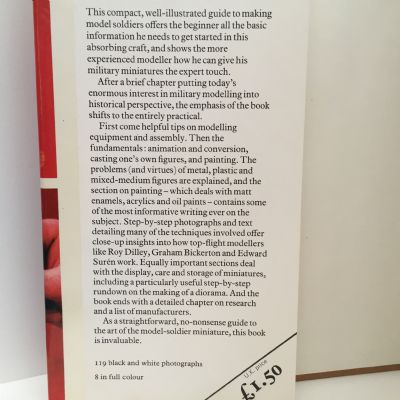 This compact, well-illustrated guide to making
model soldiers offers the beginner all the basic
information he needs to get started in this
absorbing craft, and shows the more
experienced modeller how he can give his
military miniatures the expert touch.
After a brief chapter putting today's
enormous interest in military modelling into
historical perspective, the emphasis of the book
shifts to the entirely practical.
First come helpful tips on modelling
equipment and assembly. Then the
fundamentals: animation and conversion,
casting one's own figures, and painting. The
problems (and virtues) of metal, plastic and
mixed-medium figures are explained, and the
section on painting – which deals with matt
enamels, acrylics and oil paints – contains some
of the most informative writing ever on the
subject. Step-by-step photographs and text
detailing many of the techniques involved offer
close-up insights into how top-flight modellers
like Roy Dilley, Graham Bickerton and Edward
Surén work. Equally important sections deal
with the display, care and storage of miniatures,
including a particularly useful step-by-step
rundown on the making of a diorama. And the
book ends with a detailed chapter on research
and a list of manufacturers.
As a straightforward, no-nonsense guide to
the art of the model-soldier miniature, this book
is invaluable.
119 black and white photographs
8 in full colour
U.K. price
£1.50